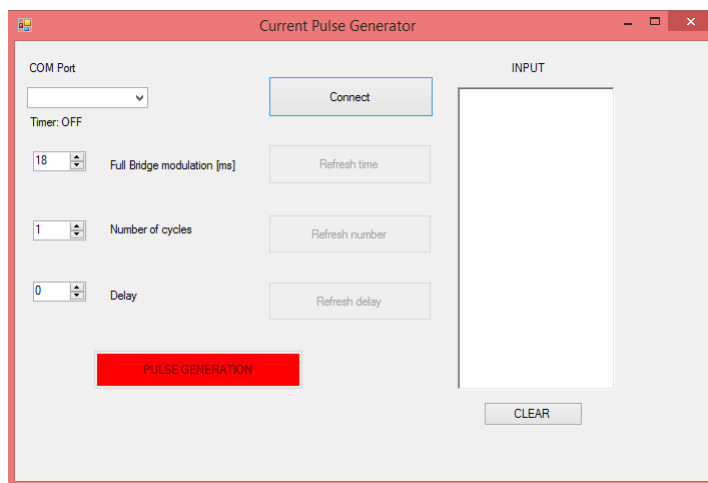 Current Pulse Generator
COM Port
INPUT
Connect
Timer: OFF
18
Full Bridge modulation [ms]
Refresh time
1
Number of cycles
Refresh number
0
Delay
Refresh delay
PULSE GENERATION
CLEAR